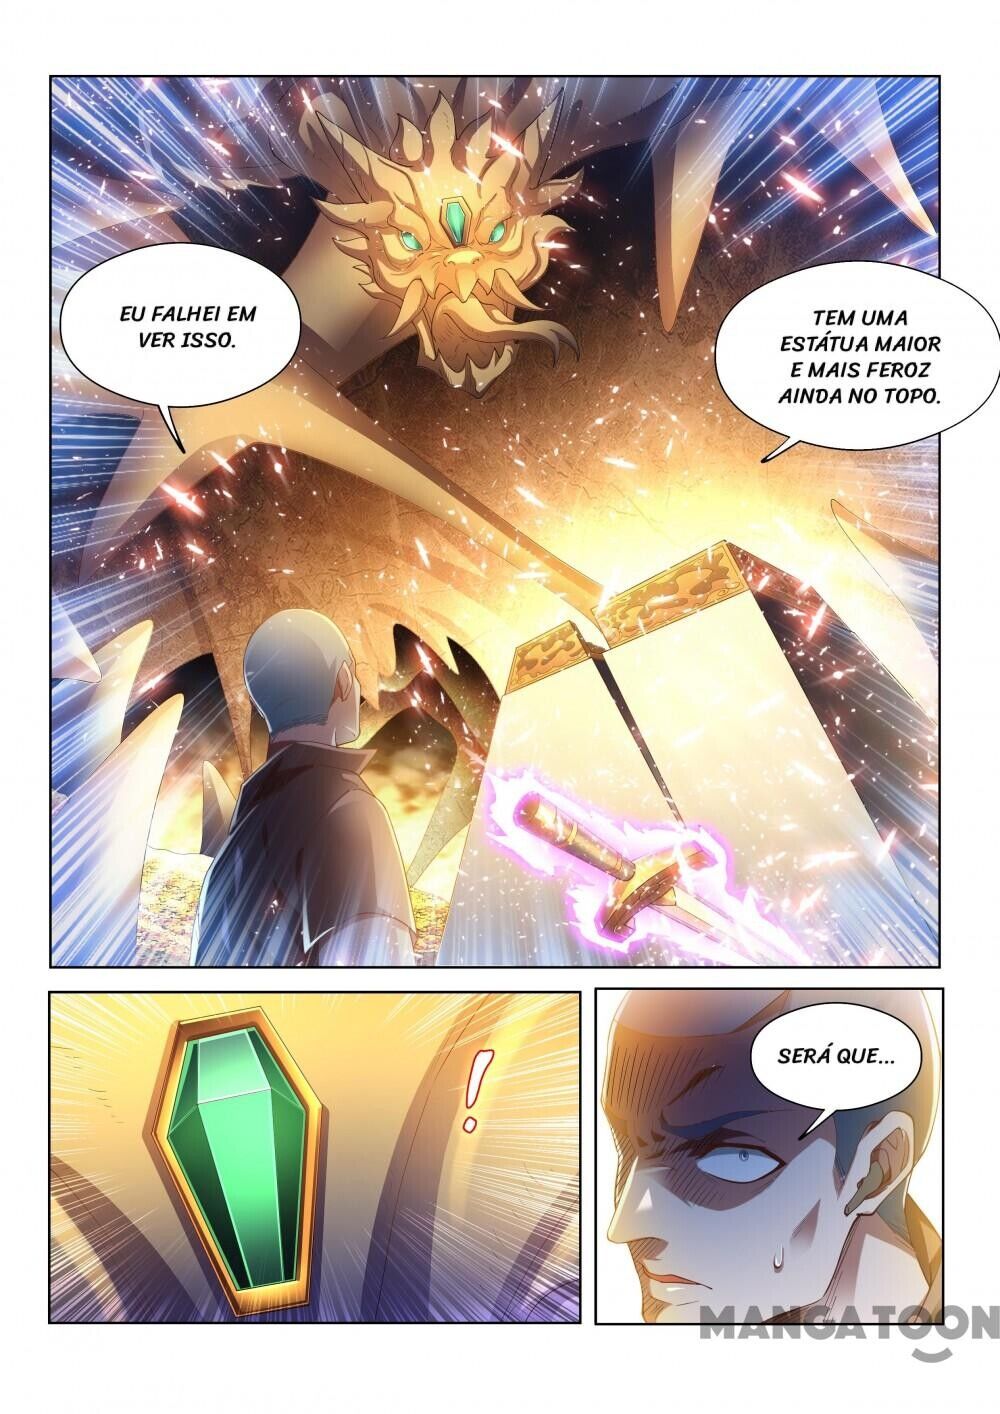 EU FALHEI EM
VER ISSO.
TEM UMA
ESTÁTUA MAIOR
E MAIS FEROZ
AINDA NO TOPO.
!
SERÁ QUE...
MANGATOON